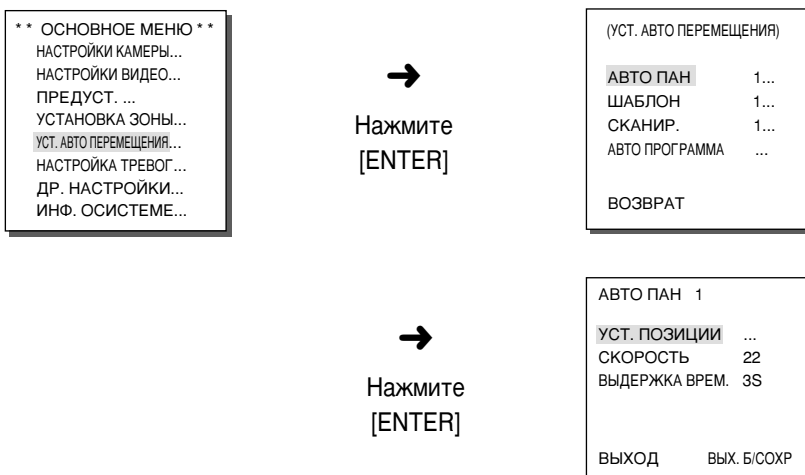 * * ОСНОВНОЕ МЕНЮ * *
НАСТРОЙКИ КАМЕРЫ...
НАСТРОЙКИ ВИДЕО...
ПРЕДУСТ. ...
УСТАНОВКА ЗОНЫ...
УСТ. АВТО ПЕРЕМЕЩЕНИЯ...
НАСТРОЙКА ТРЕВОГ...
ДР. НАСТРОЙКИ...
ИНФ. ОСИСТЕМЕ...
➔
Нажмите
[ENTER]
(УСТ. АВТО ПЕРЕМЕЩЕНИЯ)
АВТО ПАН 1...
ШАБЛОН 1...
СКАНИР. 1...
АВТО ПРОГРАММА ...
ВОЗВРАТ
➔
Нажмите
[ENTER]
АВТО ПАН 1
УСТ. ПОЗИЦИИ ...
СКОРОСТЬ 22
ВЫДЕРЖКА ВРЕМ. 3S
ВЫХОД ВЫХ. Б/СОХР